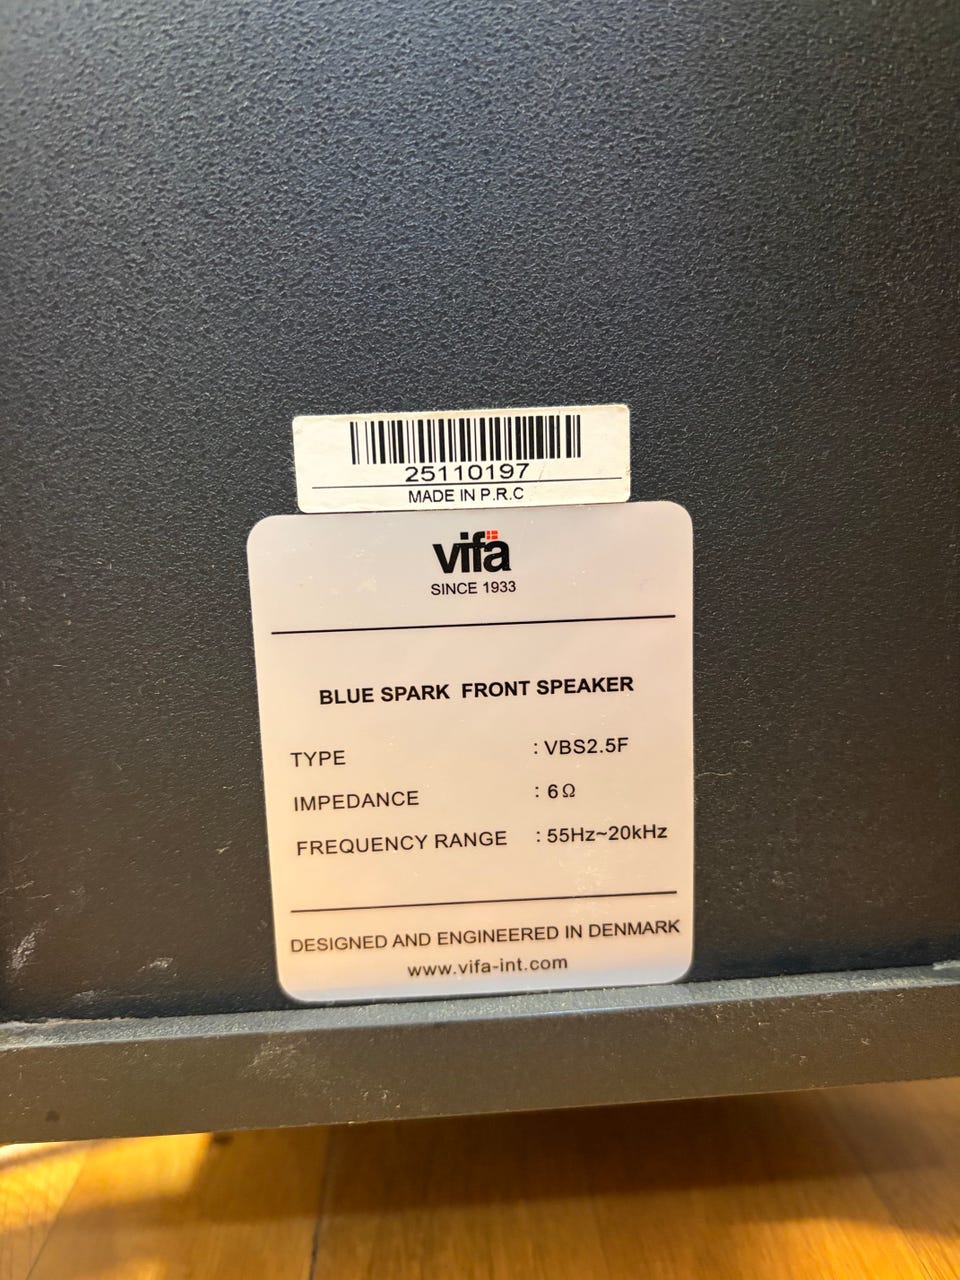 25110197
MADE IN P.R.C
vifa
SINCE 1933
BLUE SPARK FRONT SPEAKER
TYPE : VBS2.5F
IMPEDANCE : 6Ω
FREQUENCY RANGE : 55Hz~20kHz
DESIGNED AND ENGINEERED IN DENMARK
www.vifa-int.com